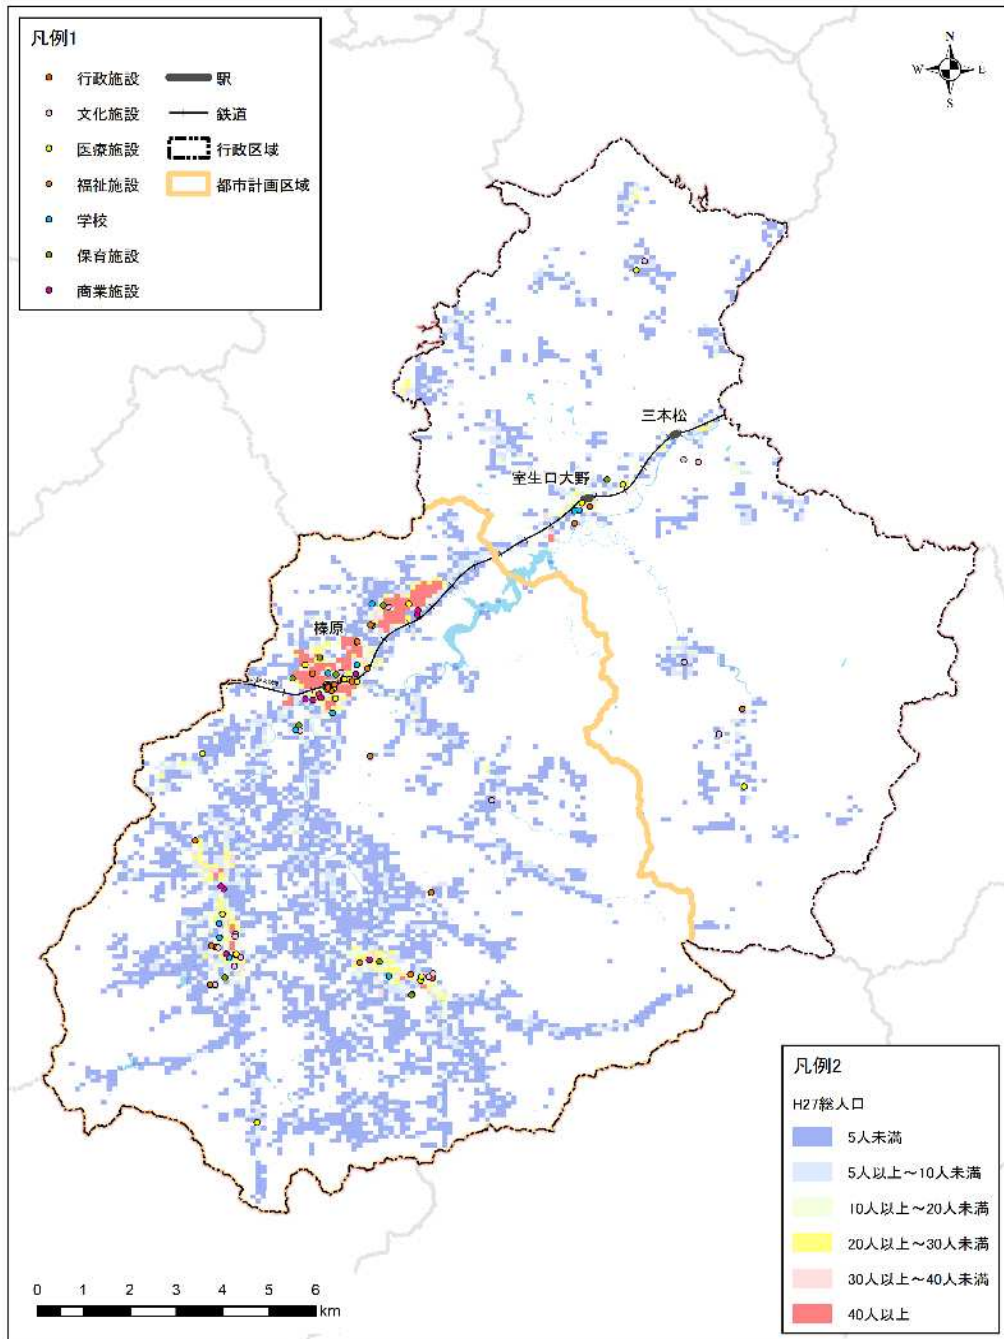 凡例1
行政施設
駅
文化施設
鉄道
医療施設
行政区域
福祉施設
都市計画区域
学校
保育施設
商業施設
N
W
E
S
三本松
室生口大野
榛原
凡例2
H27総人口
5人未満
5人以上～10人未満
10人以上～20人未満
20人以上～30人未満
30人以上～40人未満
40人以上
0 1 2 3 4 5 6
km